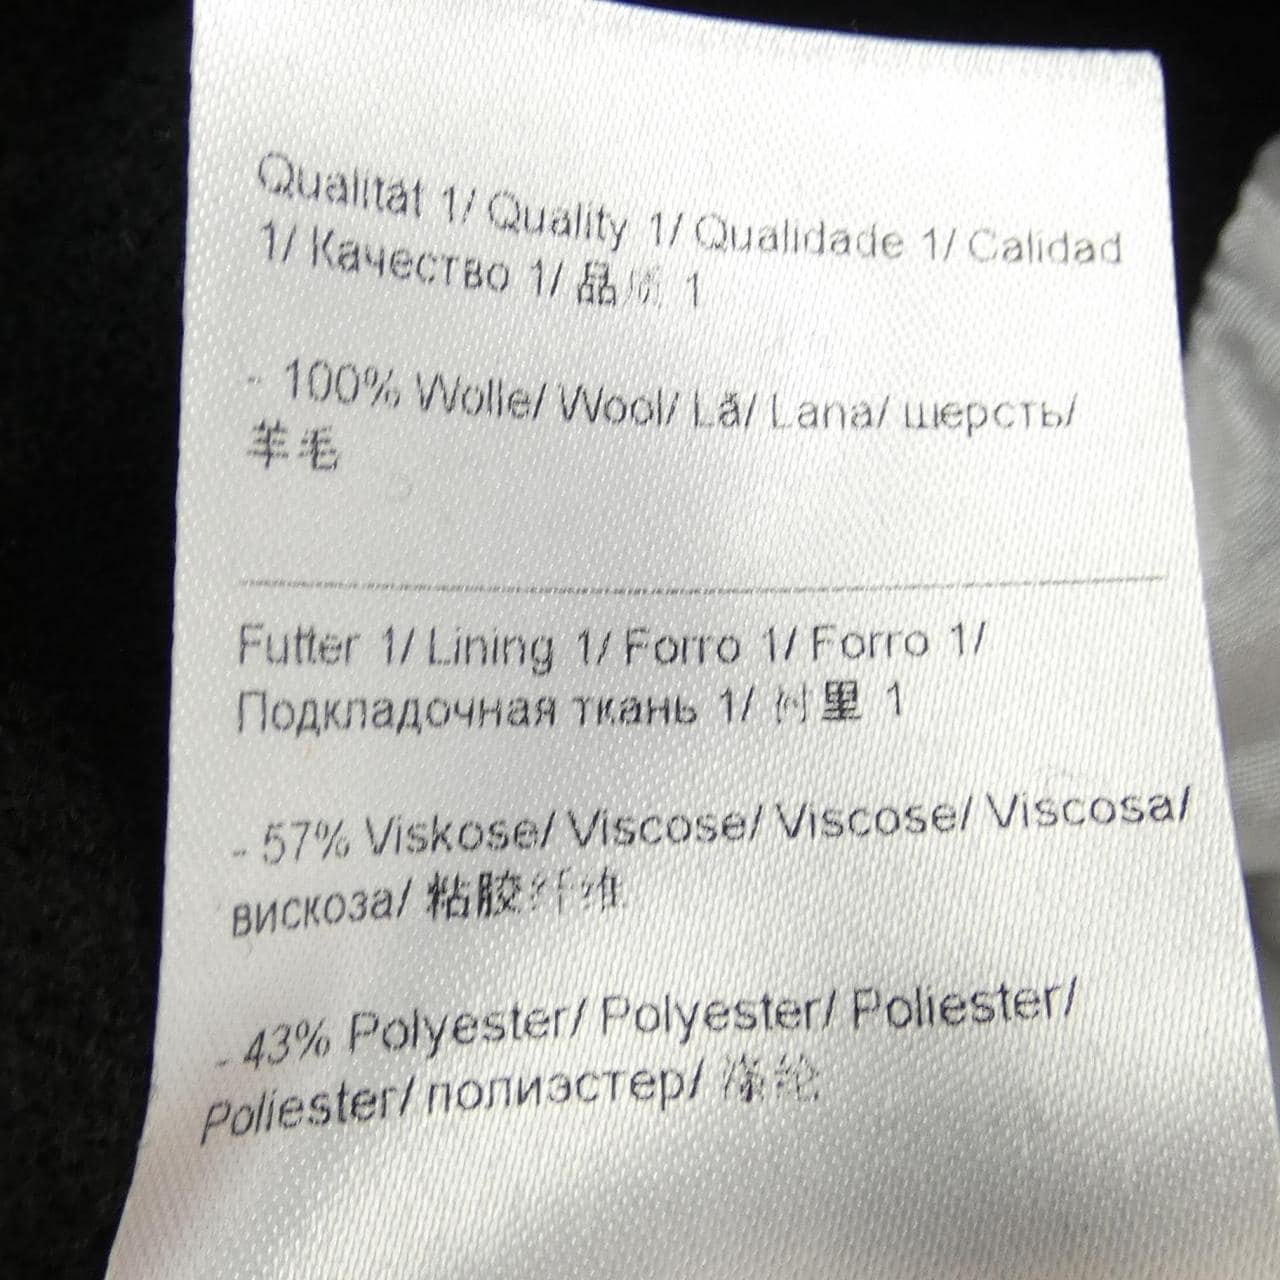 Qualität 1/ Quality 1/ Qualidade 1/ Calidad
1/ Качество 1/ 品质 1
- 100% Wolle/ Wool/ Lã/ Lana/ шерсть/
羊毛
Futter 1/ Lining 1/ Forro 1/ Forro 1/
Подкладочная ткань 1/ 衬里 1
- 57% Viskose/ Viscose/ Viscose/ Viscosa/
вискоза/ 粘胶纤维
- 43% Polyester/ Polyester/ Poliester/
Poliester/ полиэстер/ 涤纶